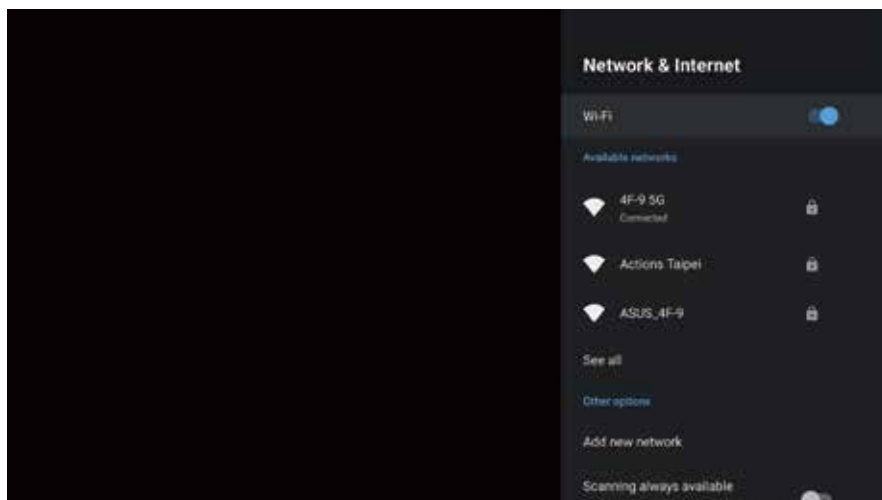 Network & Internet
Wi-Fi
Available networks
4F-9 5G
Connected
Actions Taipei
ASUS_4F-9
See all
Other options
Add new network
Scanning always available